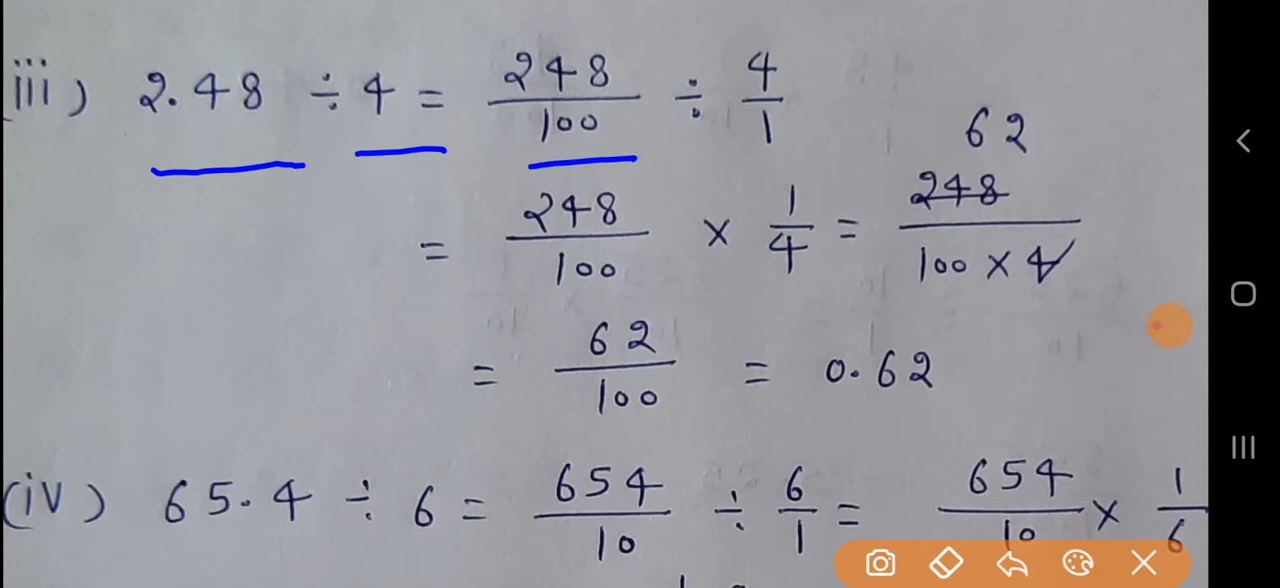 (iii) 2.48 ÷ 4 = 248/100 ÷ 4/1
= 248/100 × 1/4 = 248/(100 × 4) 62
= 62/100 = 0.62
(iv) 65.4 ÷ 6 = 654/10 ÷ 6/1 = 654/10 × 1/6